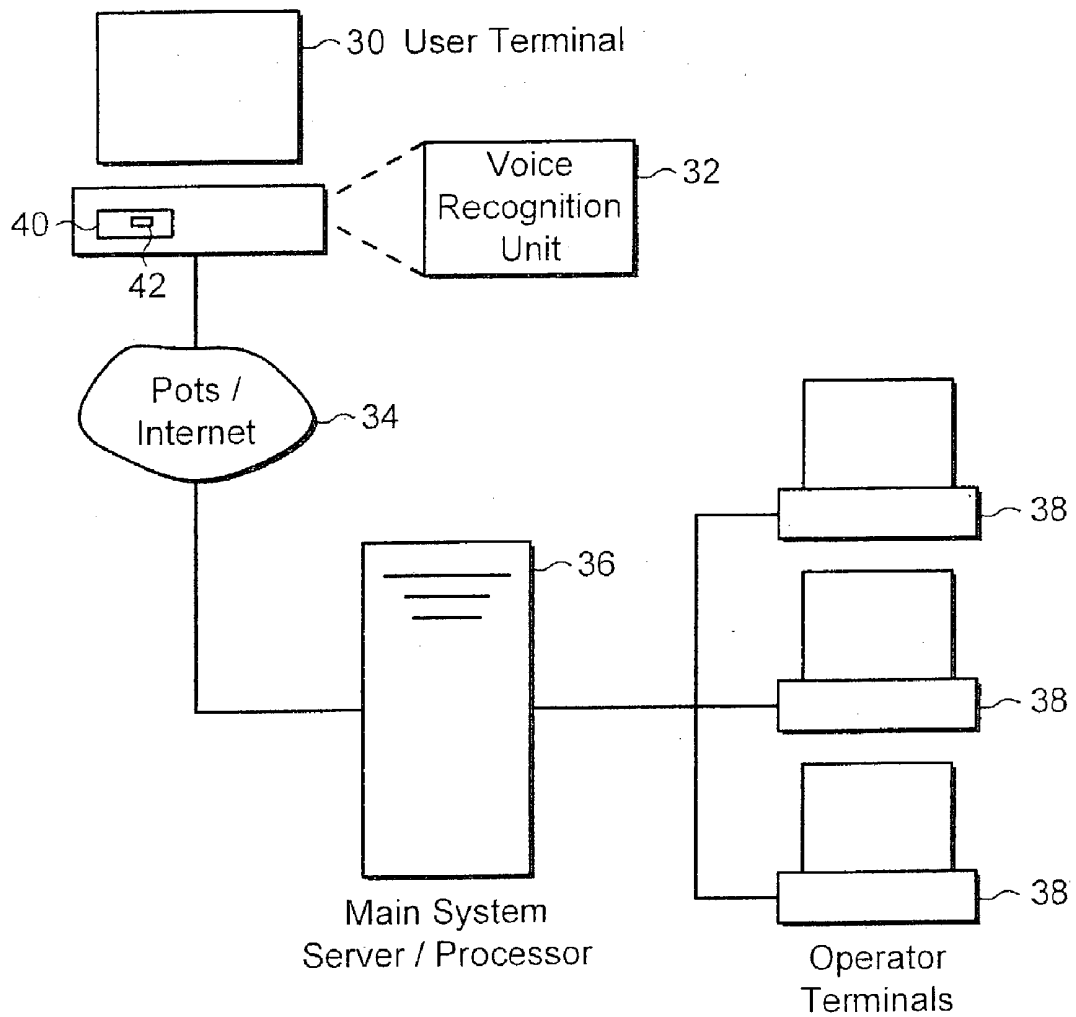 30 User Terminal
Voice
Recognition
Unit
32
40
42
Pots /
Internet
34
36
38
38
38
Main System
Server / Processor
Operator
Terminals